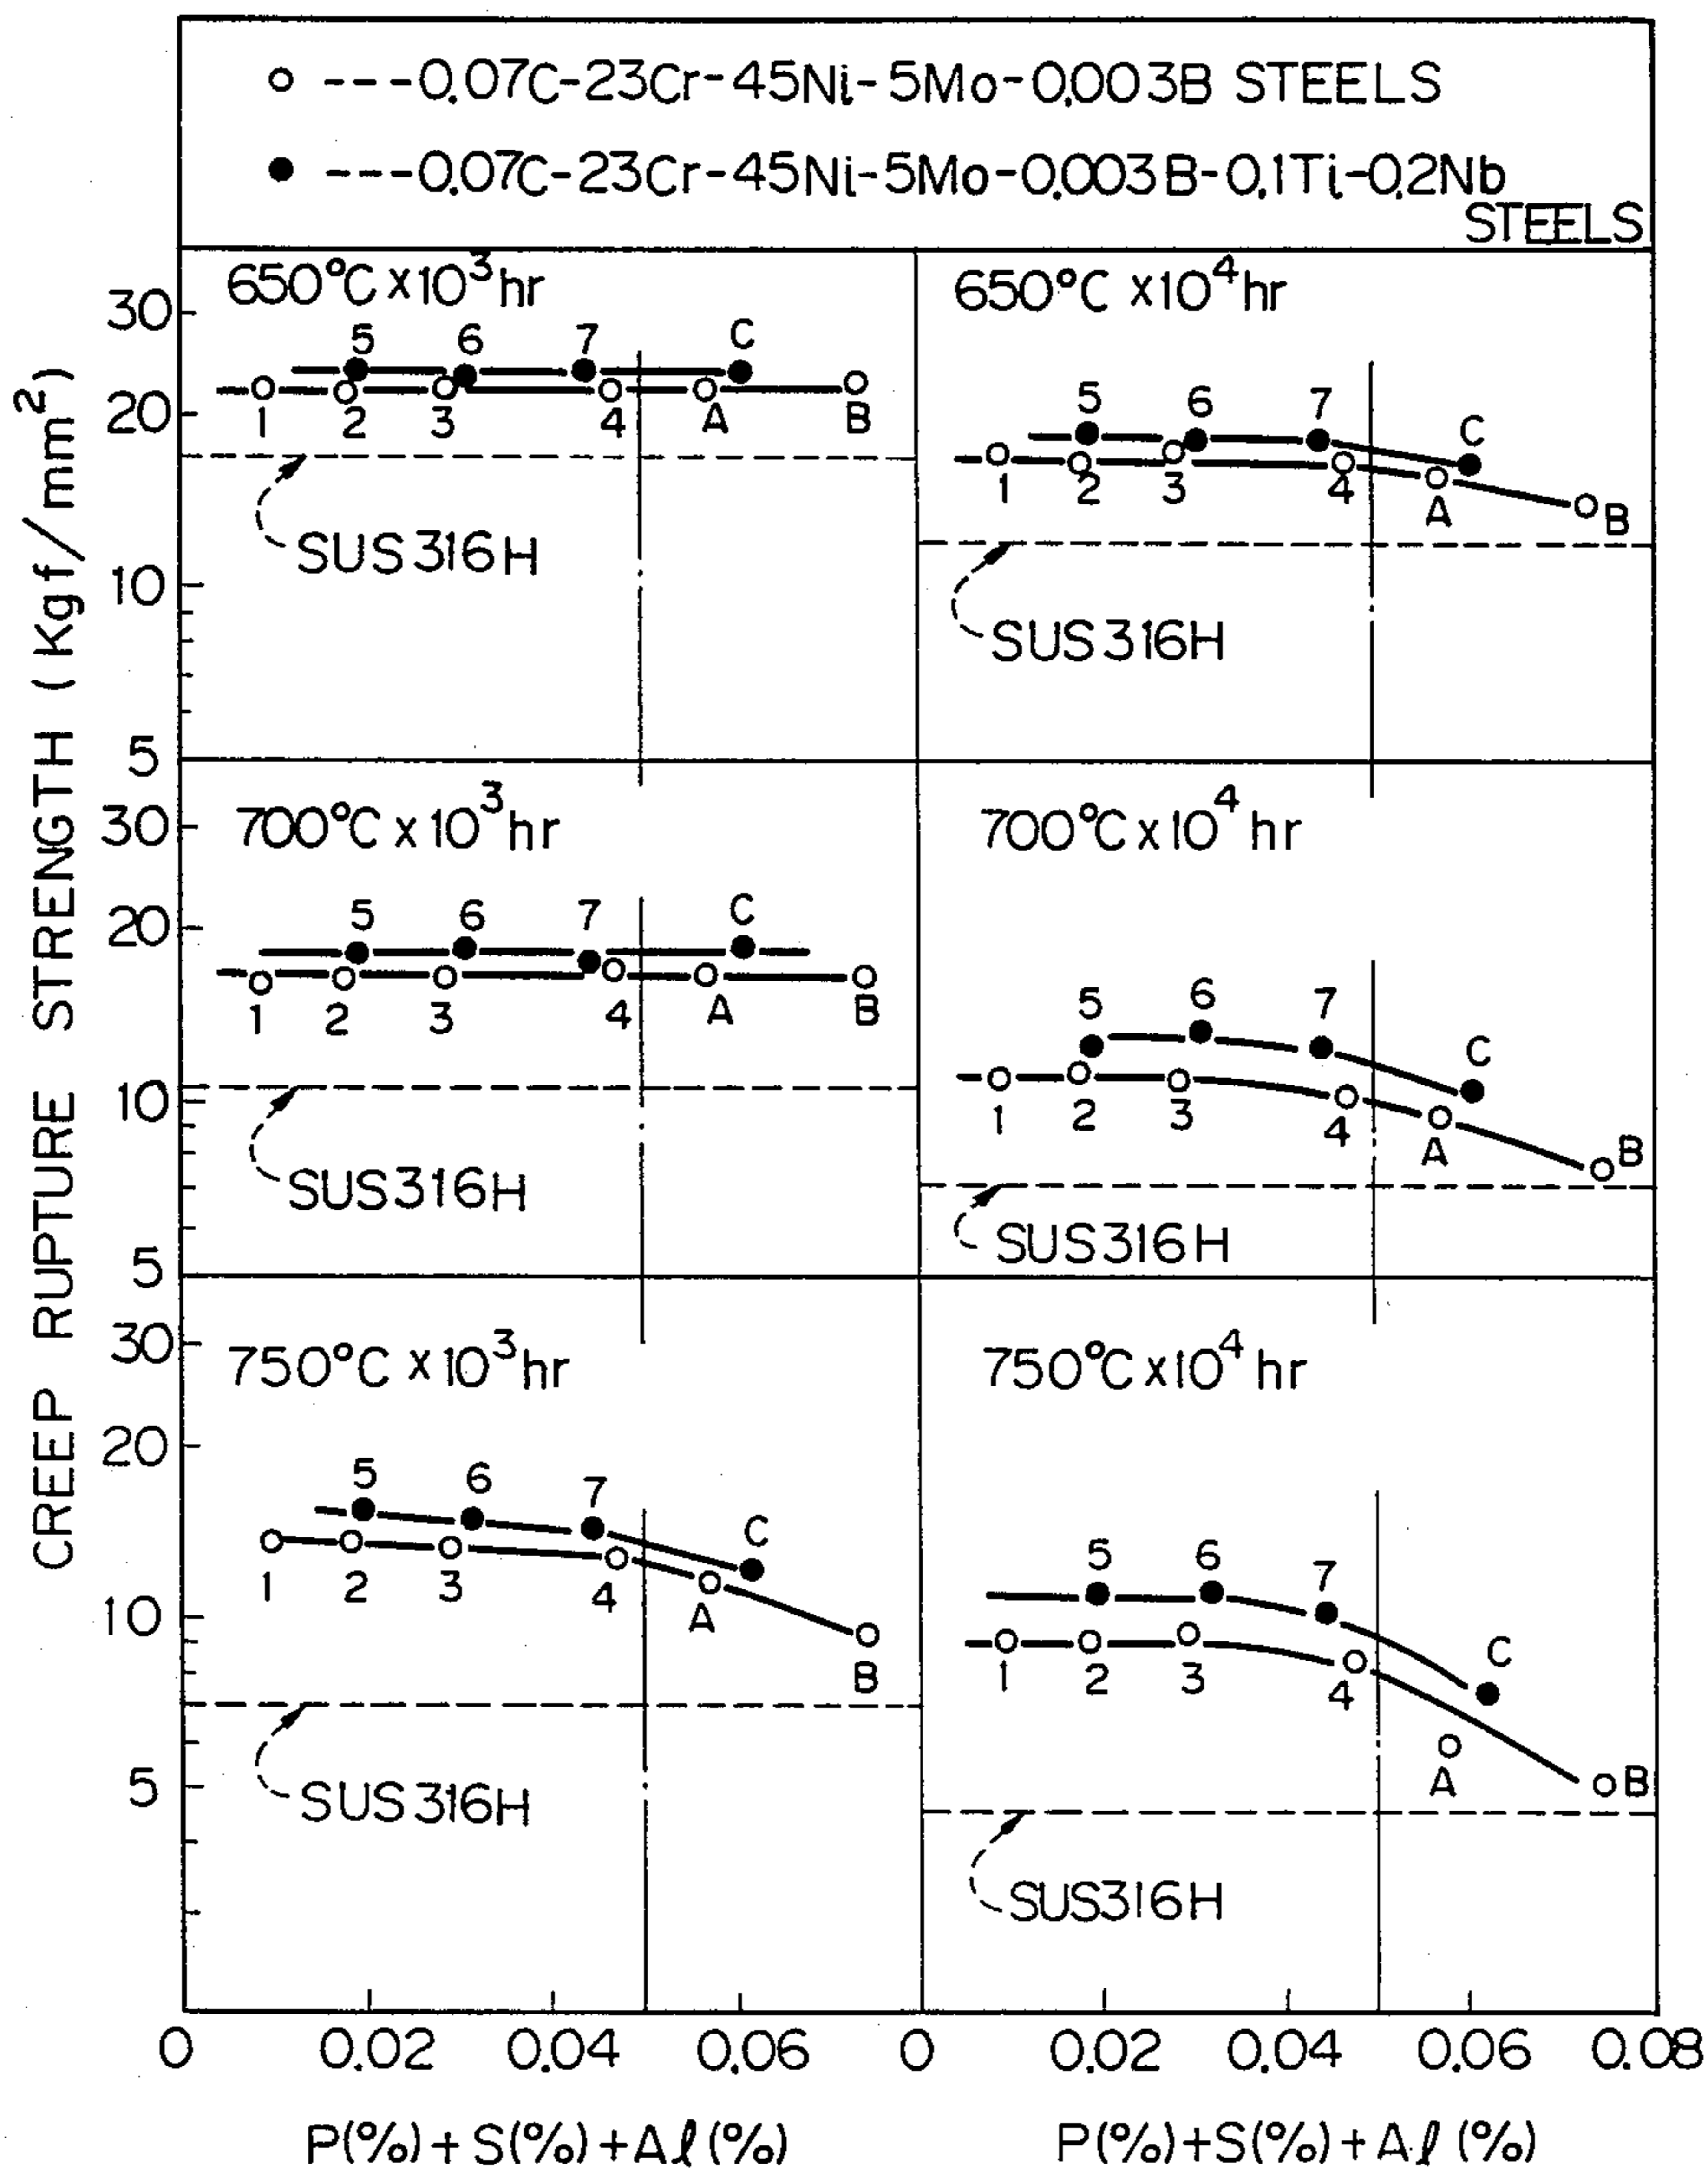 o ---0.07C-23Cr-45Ni-5Mo-0.003B STEELS
● ---0.07C-23Cr-45Ni-5Mo-0.003B-0.1Ti-0.2Nb
STEELS
CREEP RUPTURE STRENGTH (Kgf/mm²)
650°C x10³hr
30
20
10
5
5 6 7 C
1 2 3 4 A B
SUS316H
650°C x10⁴hr
5 6 7 C
1 2 3 4 A B
SUS316H
700°C x10³hr
30
20
10
5
5 6 7 C
1 2 3 4 A B
SUS316H
700°C x10⁴hr
5 6 7 C
1 2 3 4 A B
SUS316H
750°C x10³hr
30
20
10
5
5 6 7 C
1 2 3 4 A B
SUS316H
750°C x10⁴hr
5 6 7 C
1 2 3 4 A B
SUS316H
0 0.02 0.04 0.06 0 0.02 0.04 0.06 0.08
P(%)+S(%)+Al(%) P(%)+S(%)+Al(%)